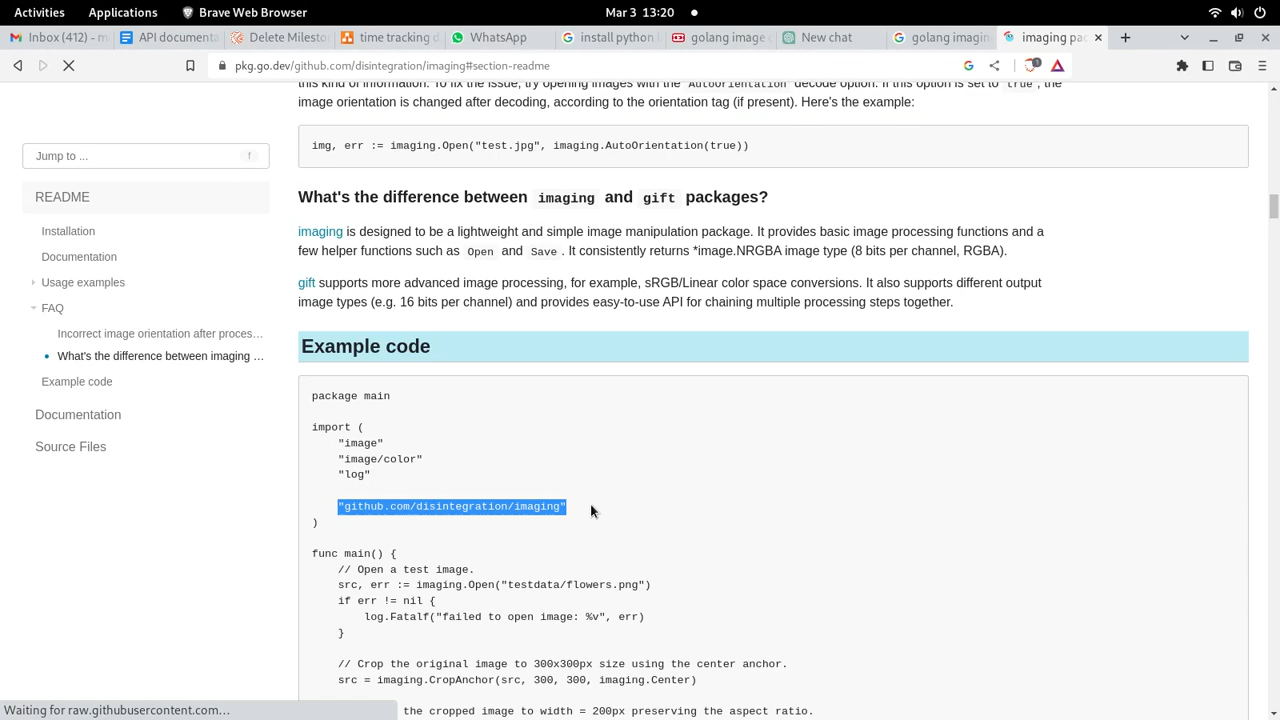 Activities Applications Brave Web Browser Mar 3 13:20
Inbox (412) - m API documenta Delete Milesto time tracking d WhatsApp install python golang image New chat golang imagin imaging pac
pkg.go.dev/github.com/disintegration/imaging#section-readme 1
image orientation is changed after decoding, according to the orientation tag (if present). Here's the example:
Jump to ... f
README
Installation
Documentation
Usage examples
FAQ
Incorrect image orientation after proces...
What's the difference between imaging ...
Example code
Documentation
Source Files
this kind of information. To fix the issue, try opening images with the AutoOrientation decode option. If this option is set to true, the
img, err := imaging.Open("test.jpg", imaging.AutoOrientation(true))
What's the difference between imaging and gift packages?
imaging is designed to be a lightweight and simple image manipulation package. It provides basic image processing functions and a
few helper functions such as Open and Save. It consistently returns *image.NRGBA image type (8 bits per channel, RGBA).
gift supports more advanced image processing, for example, sRGB/Linear color space conversions. It also supports different output
image types (e.g. 16 bits per channel) and provides easy-to-use API for chaining multiple processing steps together.
Example code
package main
import (
"image"
"image/color"
"log"
"github.com/disintegration/imaging"
)
func main() {
// Open a test image.
src, err := imaging.Open("testdata/flowers.png")
if err != nil {
log.Fatalf("failed to open image: %v", err)
}
// Crop the original image to 300x300px size using the center anchor.
src = imaging.CropAnchor(src, 300, 300, imaging.Center)
the cropped image to width = 200px preserving the aspect ratio.
Waiting for raw.githubusercontent.com...